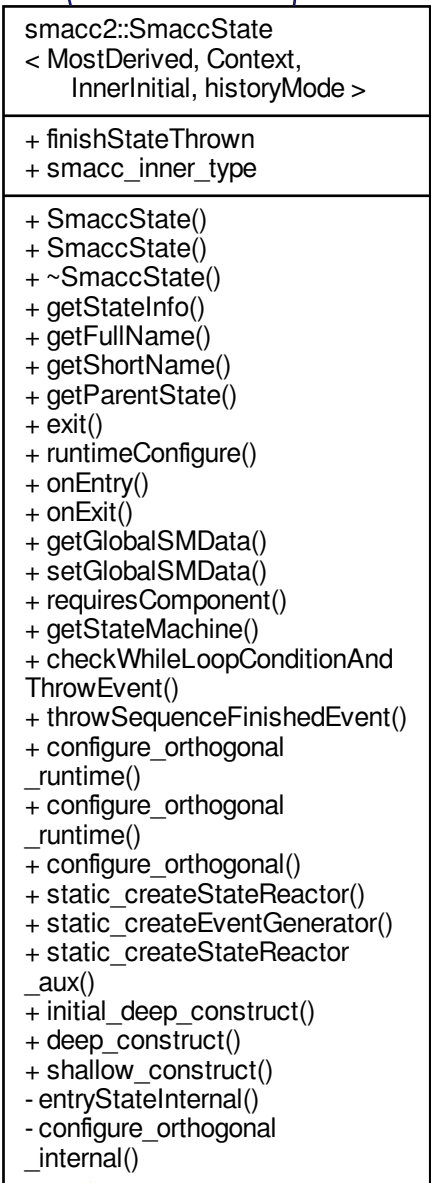 smacc2::SmaccState
< MostDerived, Context,
InnerInitial, historyMode >
+ finishStateThrown
+ smacc_inner_type
+ SmaccState()
+ SmaccState()
+ ~SmaccState()
+ getStateInfo()
+ getFullName()
+ getShortName()
+ getParentState()
+ exit()
+ runtimeConfigure()
+ onEntry()
+ onExit()
+ getGlobalSMData()
+ setGlobalSMData()
+ requiresComponent()
+ getStateMachine()
+ checkWhileLoopConditionAnd
ThrowEvent()
+ throwSequenceFinishedEvent()
+ configure_orthogonal
_runtime()
+ configure_orthogonal
_runtime()
+ configure_orthogonal()
+ static_createStateReactor()
+ static_createEventGenerator()
+ static_createStateReactor
_aux()
+ initial_deep_construct()
+ deep_construct()
+ shallow_construct()
- entryStateInternal()
- configure_orthogonal
_internal()